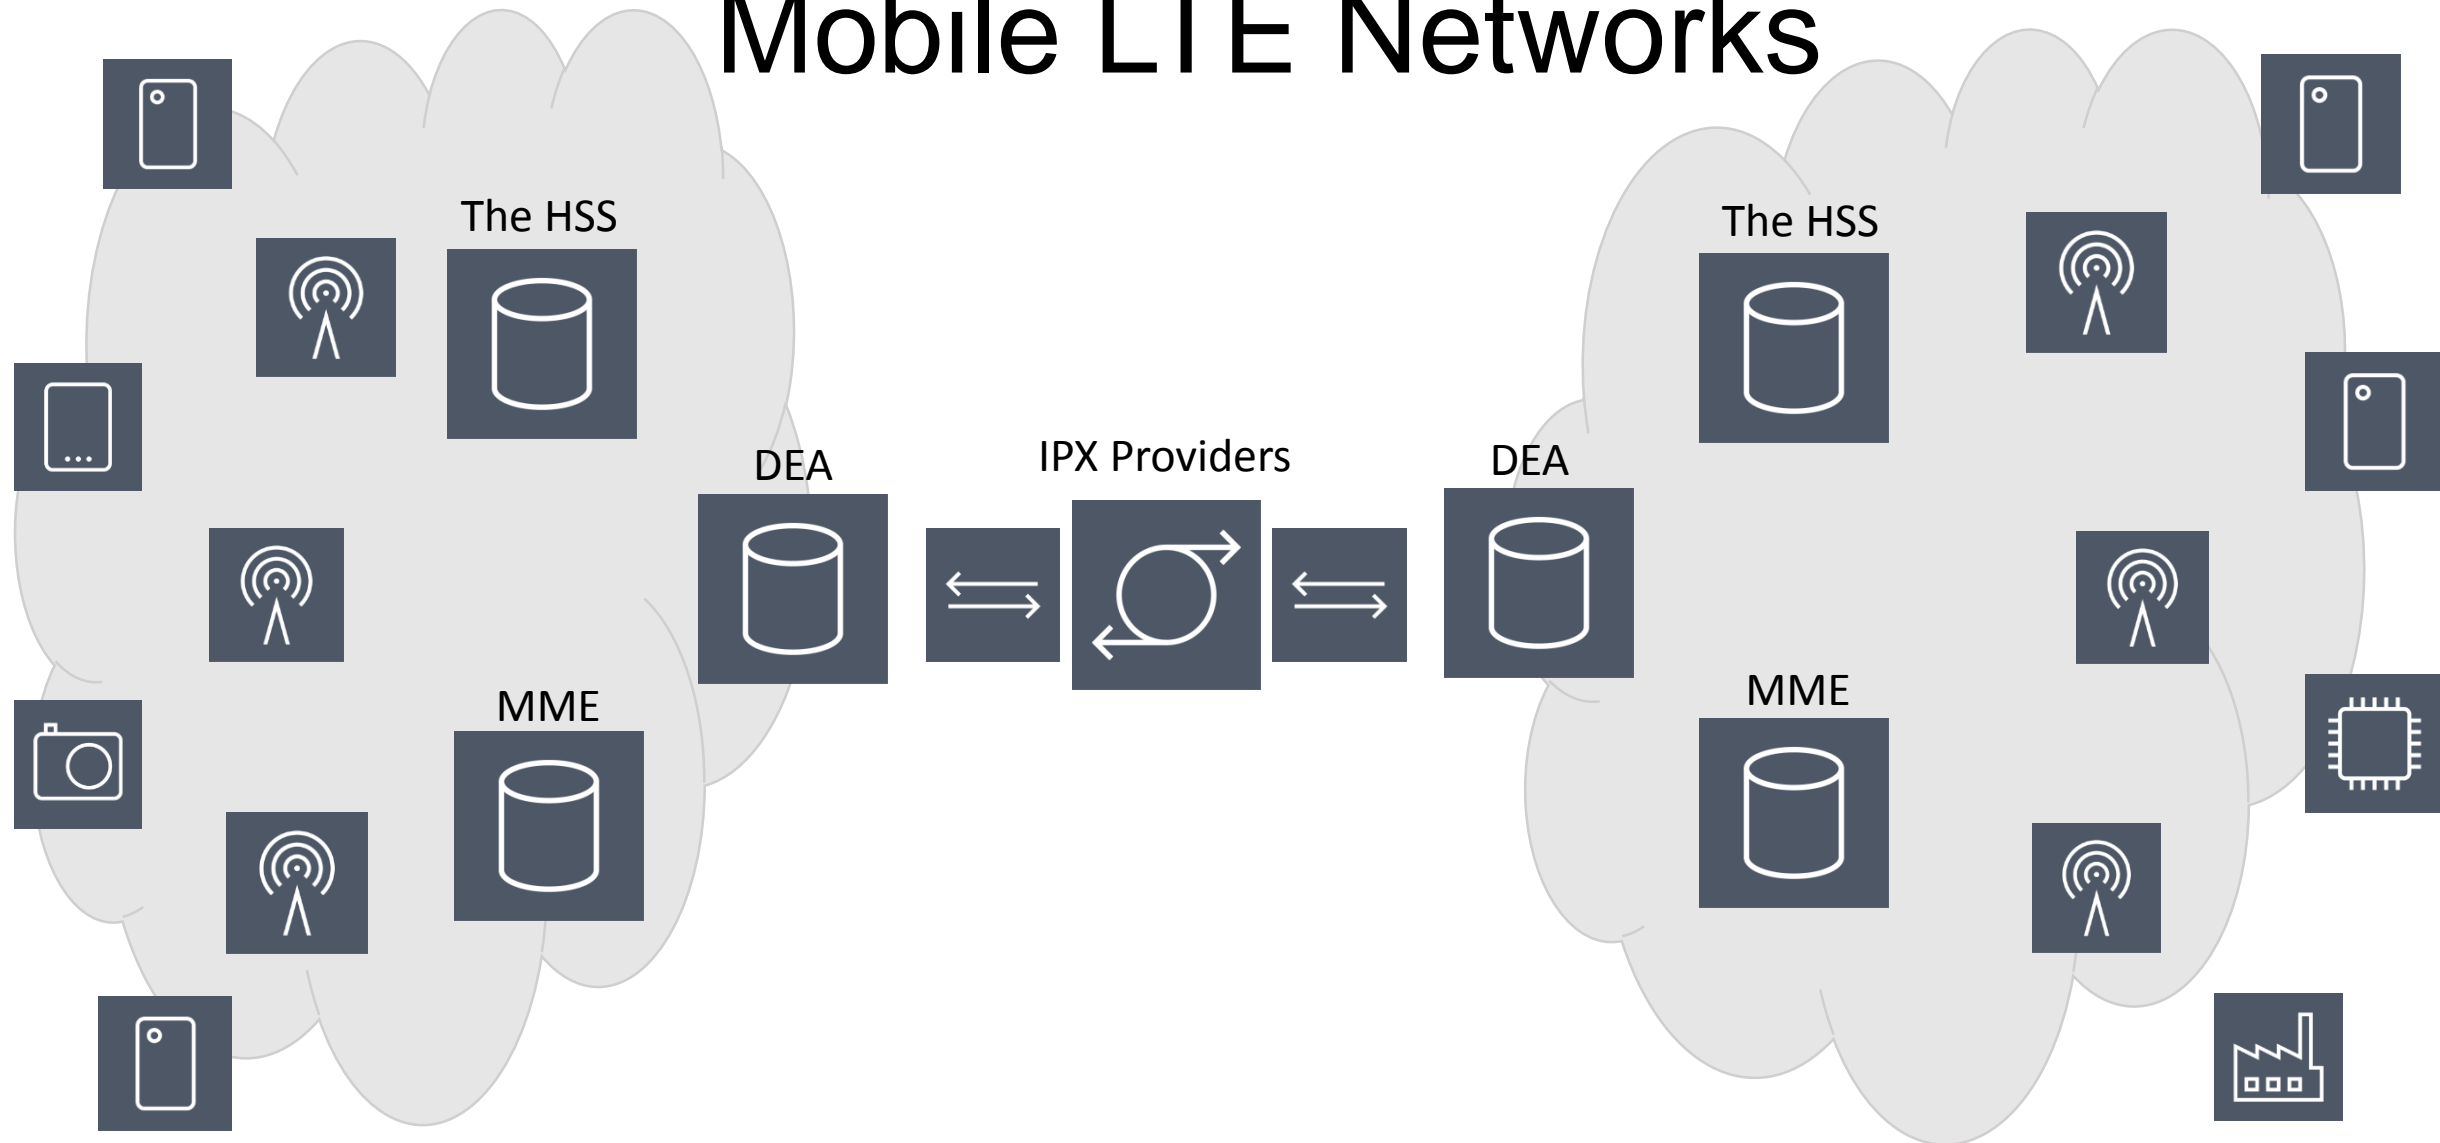 Mobile LTE Networks
The HSS
The HSS
DEA
IPX Providers
DEA
MME
MME